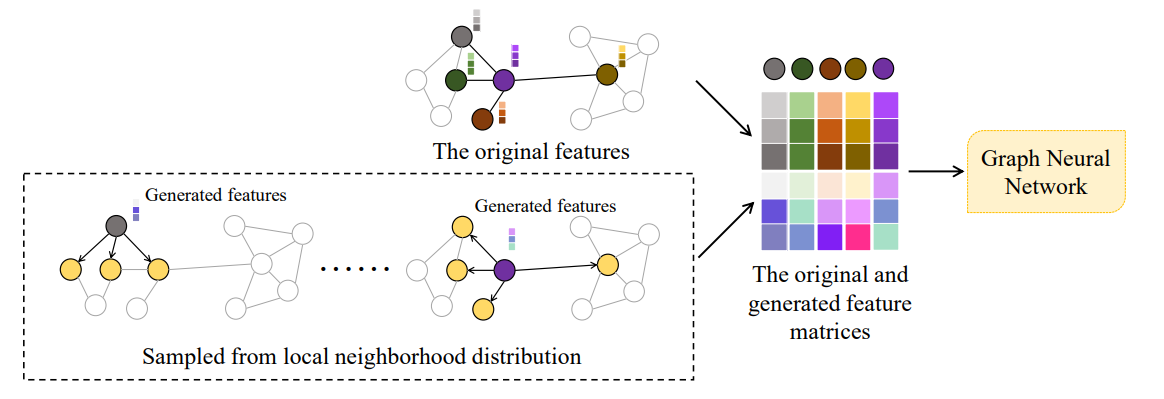 The original features
Generated features
Generated features
......
Sampled from local neighborhood distribution
The original and
generated feature
matrices
Graph Neural
Network